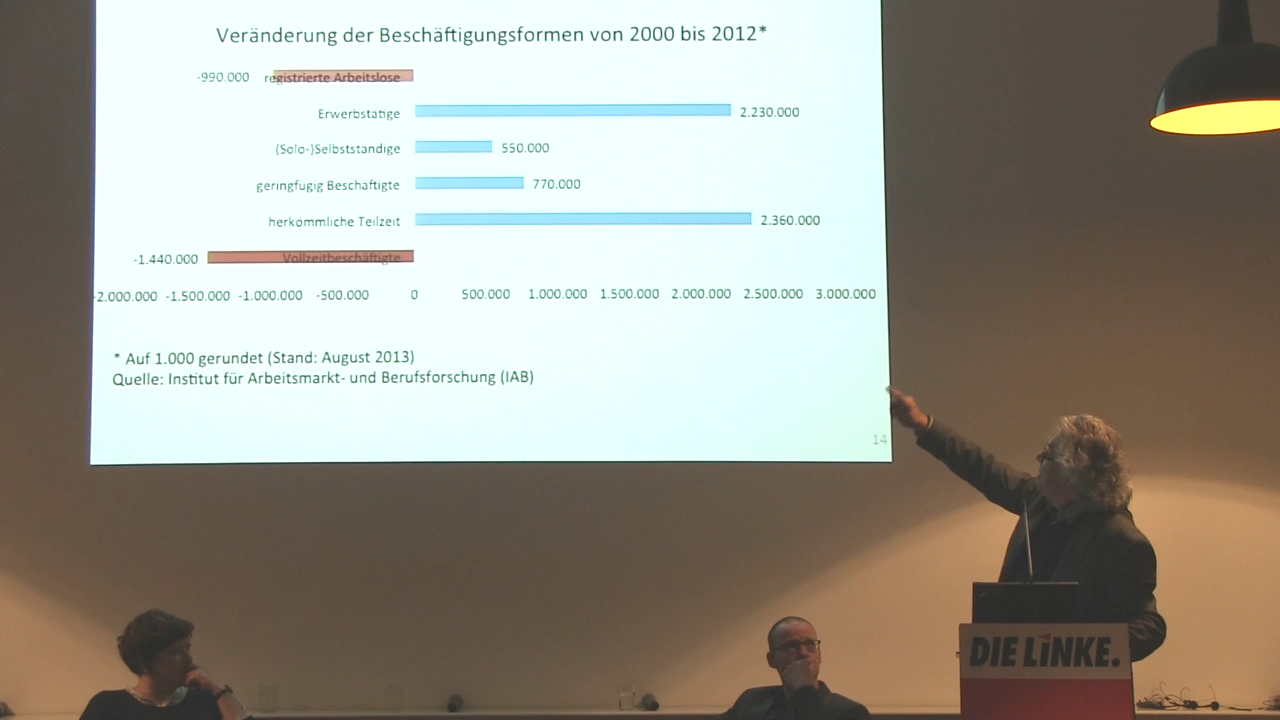 Veränderung der Beschäftigungsformen von 2000 bis 2012*
-990.000 registrierte Arbeitslose
Erwerbstätige 2.230.000
(Solo-)Selbstständige 550.000
geringfügig Beschäftigte 770.000
herkömmliche Teilzeit 2.360.000
-1.440.000 Vollzeitbeschäftigte
-2.000.000 -1.500.000 -1.000.000 -500.000 0 500.000 1.000.000 1.500.000 2.000.000 2.500.000 3.000.000
* Auf 1.000 gerundet (Stand: August 2013)
Quelle: Institut für Arbeitsmarkt- und Berufsforschung (IAB)
14
DIE LINKE.